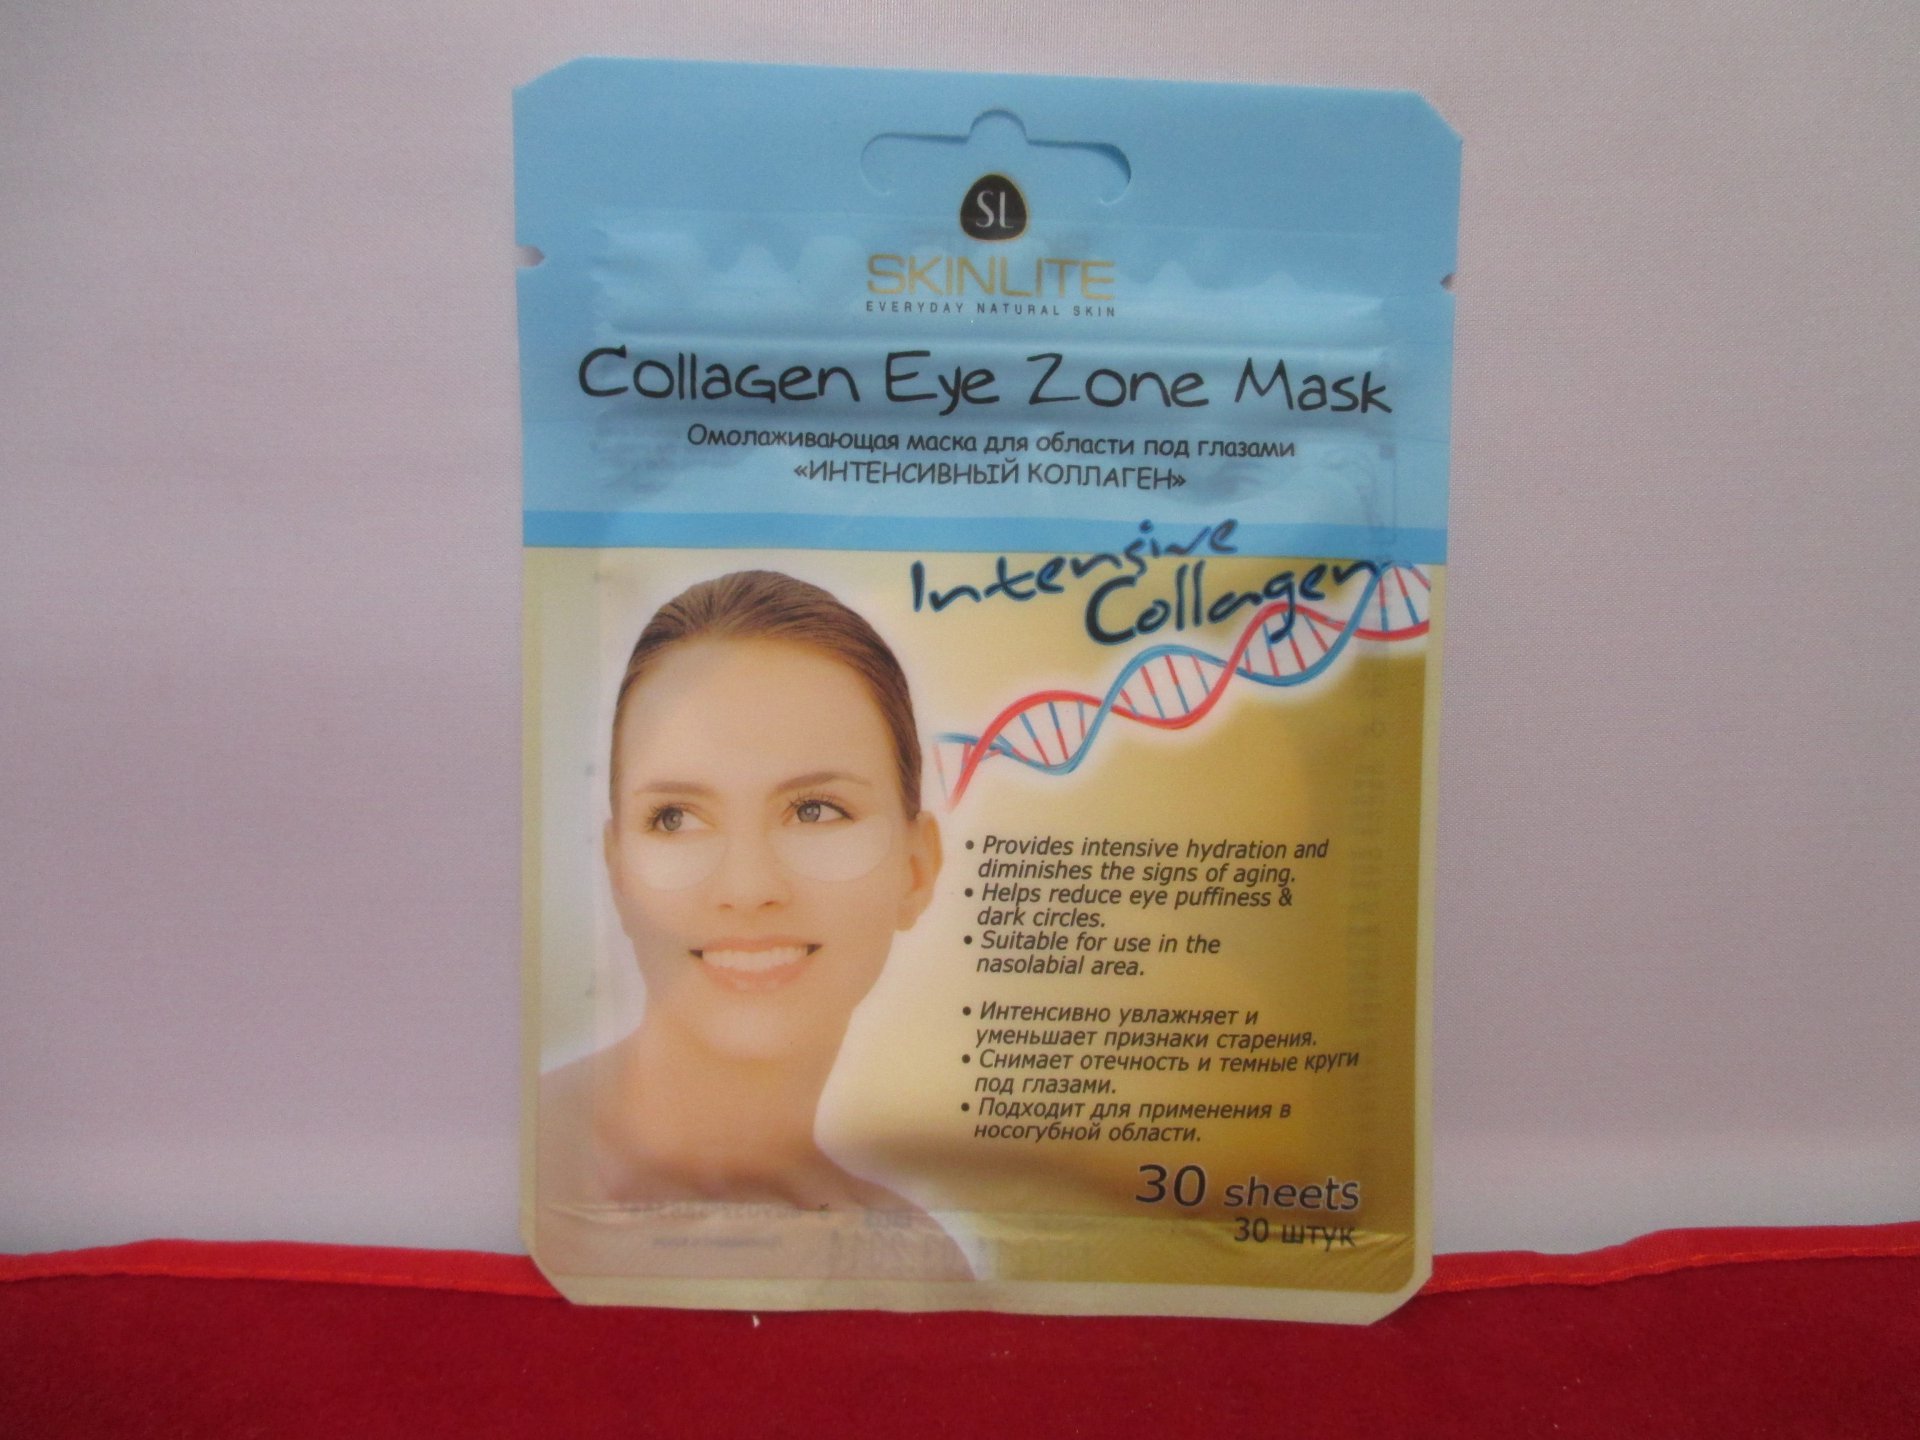 SL
SKINLITE
EVERYDAY NATURAL SKIN
Collagen Eye Zone Mask
Омолаживающая маска для области под глазами
«ИНТЕНСИВНЫЙ КОЛЛАГЕН»
Intensive
Collagen
• Provides intensive hydration and
diminishes the signs of aging.
• Helps reduce eye puffiness &
dark circles.
• Suitable for use in the
nasolabial area.
• Интенсивно увлажняет и
уменьшает признаки старения.
• Снимает отечность и темные круги
под глазами.
• Подходит для применения в
носогубной области.
30 sheets
30 штук